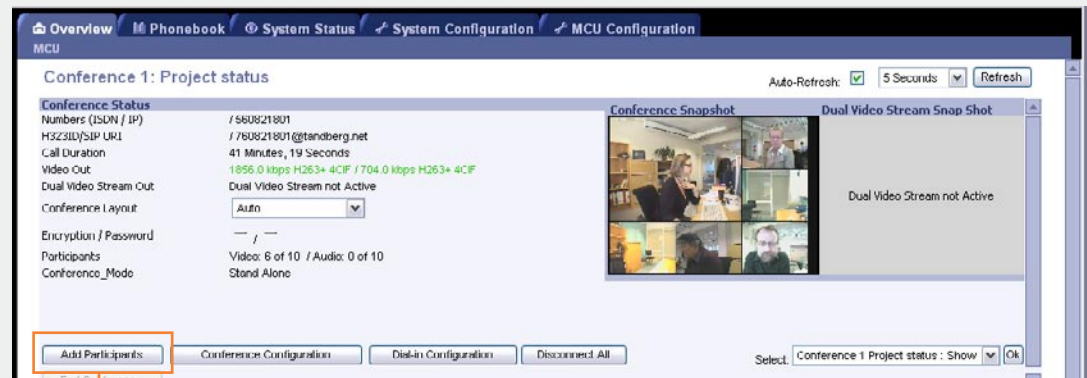 Overview Phonebook System Status System Configuration MCU Configuration
MCU
Conference 1: Project status
Auto-Refresh: 5 Seconds Refresh
Conference Status
Conference Snapshot Dual Video Stream Snap Shot
Numbers (ISDN / IP) / 560821801
H323ID/SIP URI / 760821801@tandberg.net
Call Duration 41 Minutes, 19 Seconds
Video Out 1856.0 kbps H263+ 4CIF / 704.0 kbps H263+ 4CIF
Dual Video Stream Out Dual Video Stream not Active
Dual Video Stream not Active
Conference Layout Auto
Encryption / Password — / —
Participants Video: 6 of 10 / Audio: 0 of 10
Conference_Mode Stand Alone
Add Participants Conference Configuration Dial-in Configuration Disconnect All Select: Conference 1 Project status : Show Ok